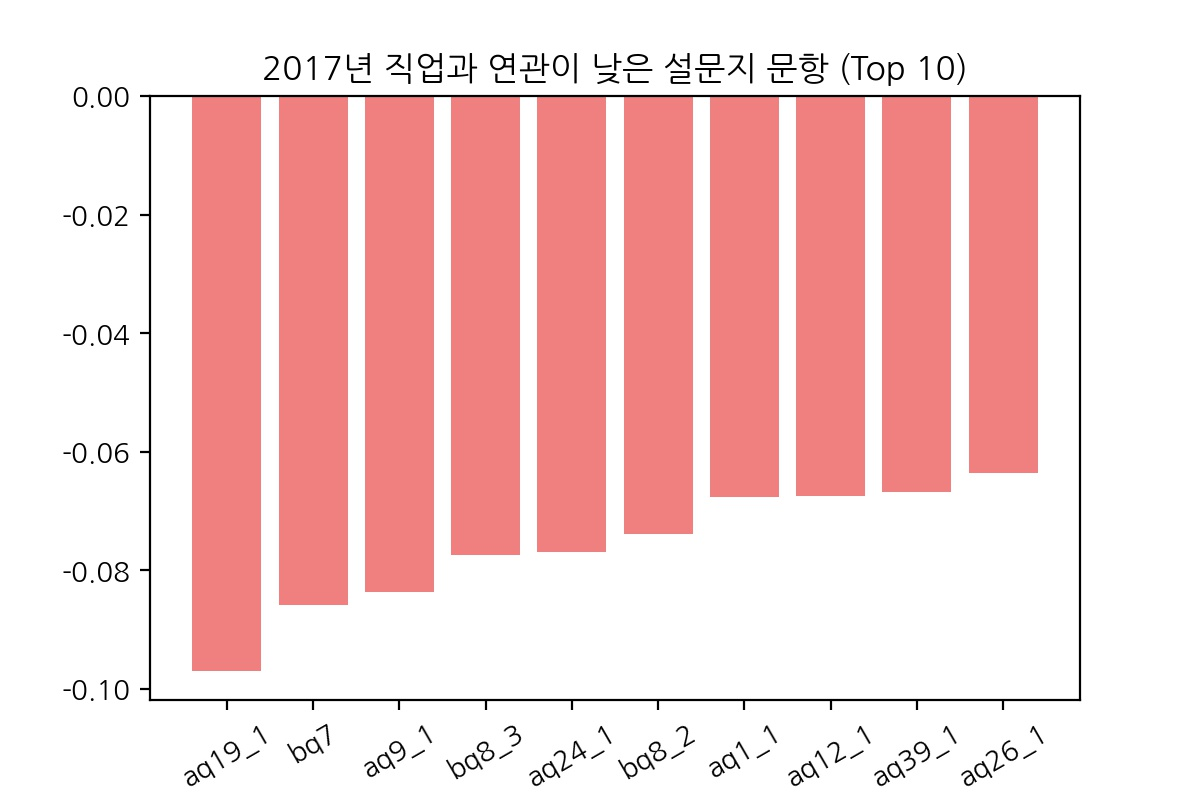 2017년 직업과 연관이 낮은 설문지 문항 (Top 10)
0.00
-0.02
-0.04
-0.06
-0.08
-0.10
aq19_1
bq7
aq9_1
bq8_3
aq24_1
bq8_2
aq1_1
aq12_1
aq39_1
aq26_1